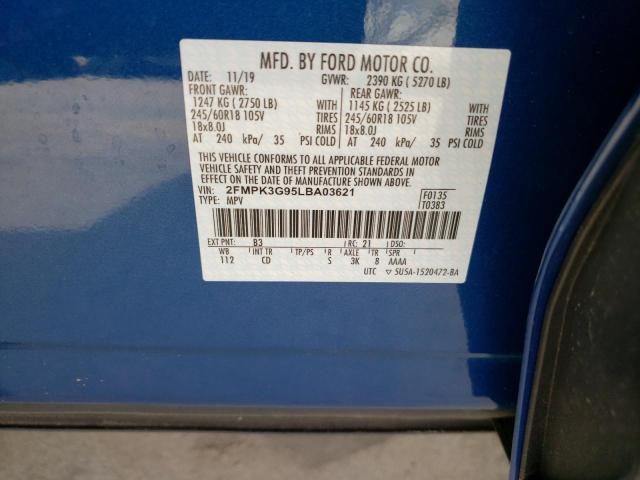 MFD. BY FORD MOTOR CO.
DATE: 11/19 GVWR: 2390 KG ( 5270 LB)
FRONT GAWR: REAR GAWR:
1247 KG ( 2750 LB) WITH 1145 KG ( 2525 LB) WITH
245/60R18 105V TIRES 245/60R18 105V TIRES
18x8.0J RIMS 18x8.0J RIMS
AT 240 kPa/ 35 PSI COLD AT 240 kPa/ 35 PSI COLD
THIS VEHICLE CONFORMS TO ALL APPLICABLE FEDERAL MOTOR
VEHICLE SAFETY AND THEFT PREVENTION STANDARDS IN
EFFECT ON THE DATE OF MANUFACTURE SHOWN ABOVE.
VIN: 2FMPK3G95LBA03621 F0135
TYPE: MPV T0383
EXT PNT: B3 RC: 21 DSO:
WB INT TR TP/PS R AXLE TR SPR
112 CD S 3K 8 AAAA
UTC 5U5A-1520472-BA